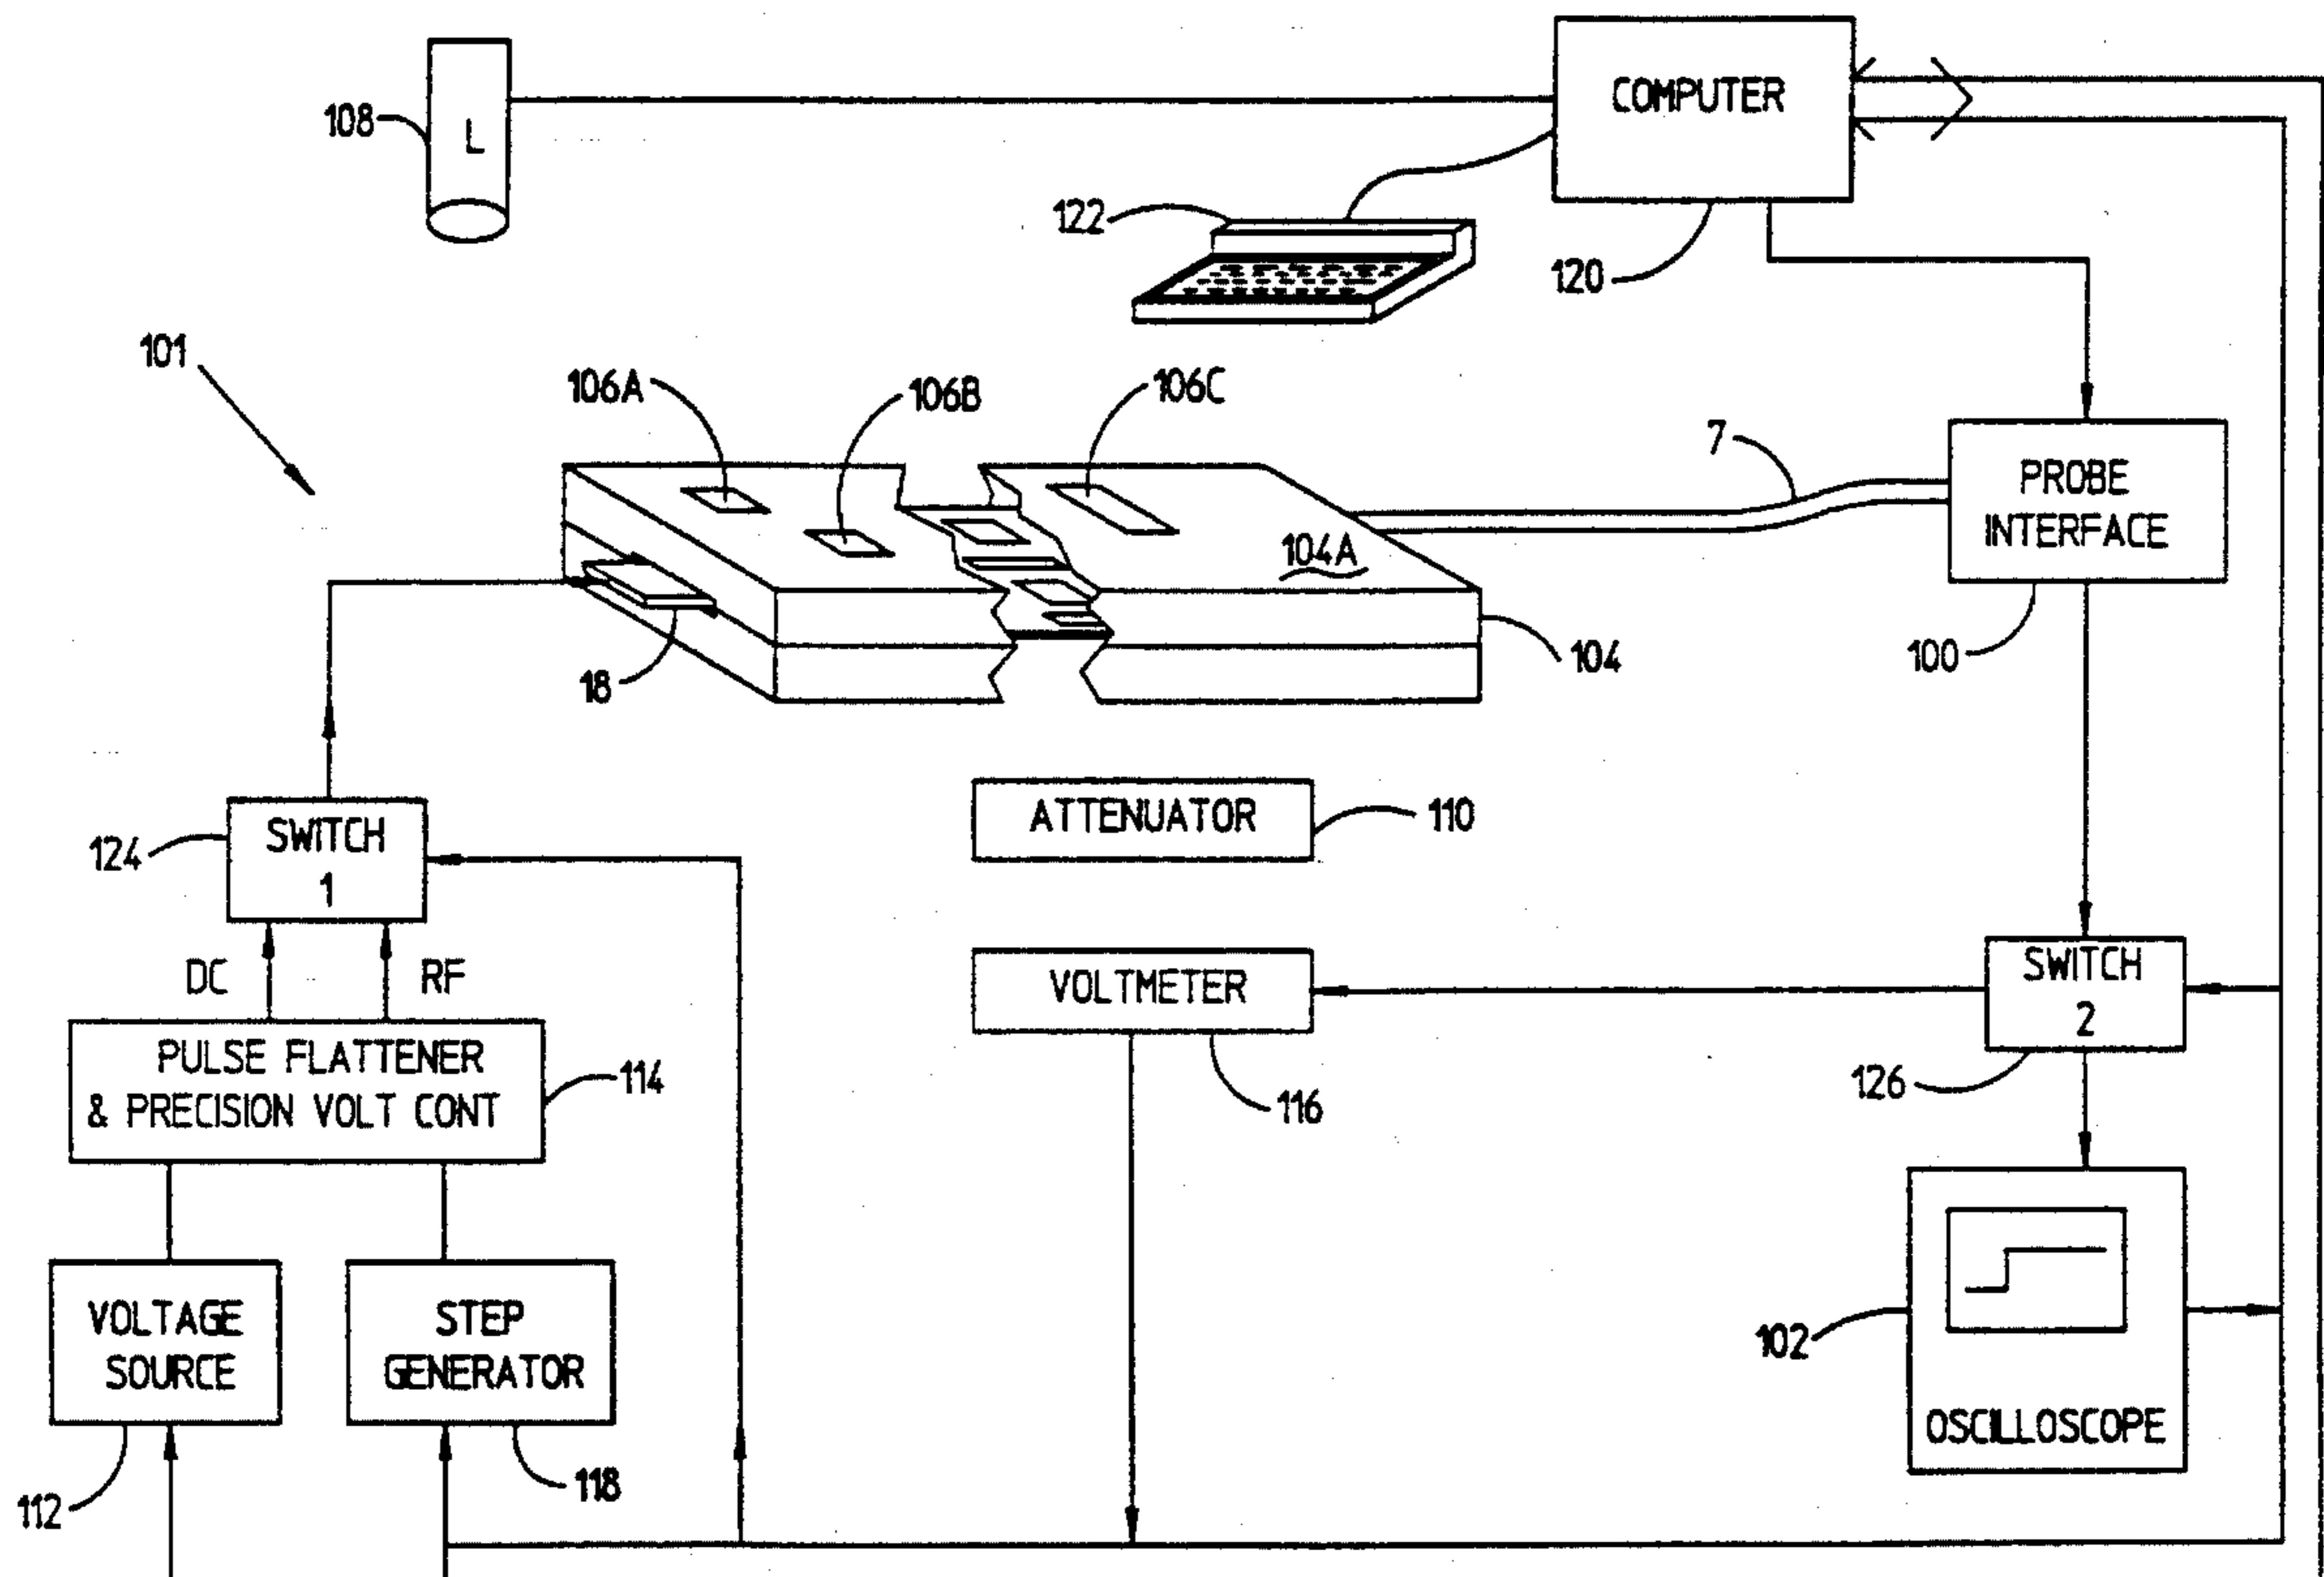 108
L
COMPUTER
122
120
101
106A
106B
106C
7
PROBE
INTERFACE
104A
18
104
100
ATTENUATOR
110
124
SWITCH
1
DC
RF
VOLTMETER
SWITCH
2
PULSE FLATTENER
& PRECISION VOLT CONT
114
116
126
VOLTAGE
SOURCE
STEP
GENERATOR
102
OSCILLOSCOPE
112
118